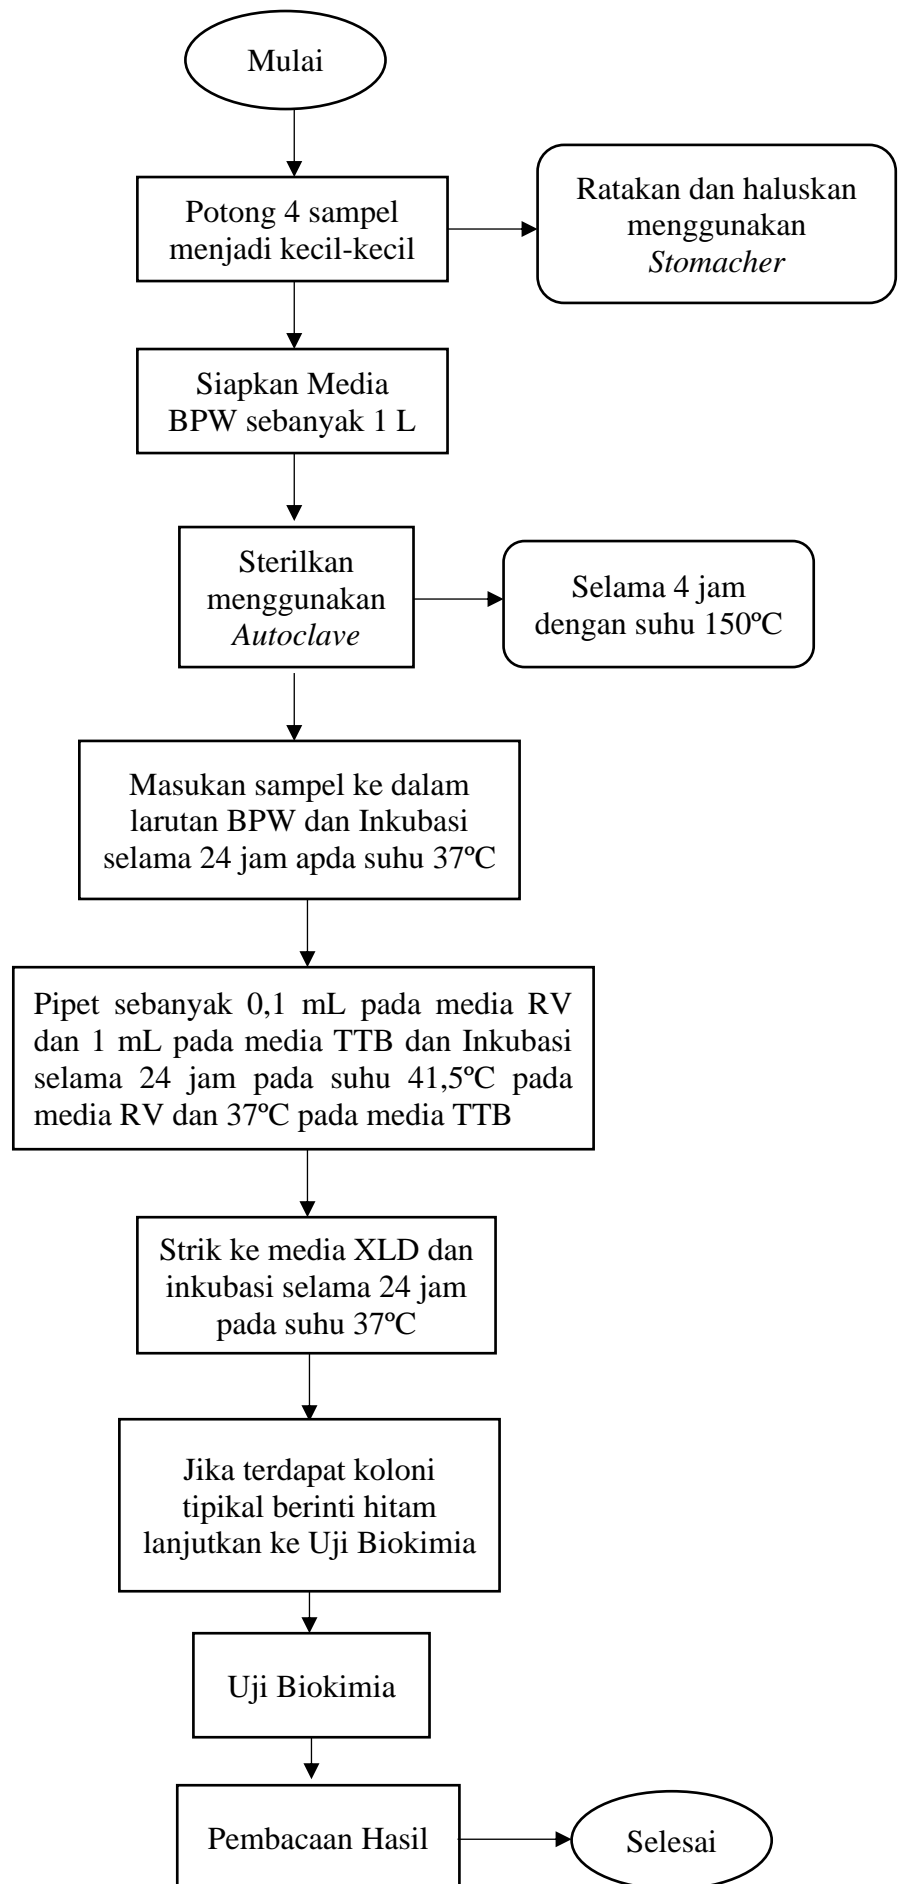 Mulai
Potong 4 sampel
menjadi kecil-kecil
Ratakan dan haluskan
menggunakan
Stomacher
Siapkan Media
BPW sebanyak 1 L
Sterilkan
menggunakan
Autoclave
Selama 4 jam
dengan suhu 150ºC
Masukan sampel ke dalam
larutan BPW dan Inkubasi
selama 24 jam apda suhu 37ºC
Pipet sebanyak 0,1 mL pada media RV
dan 1 mL pada media TTB dan Inkubasi
selama 24 jam pada suhu 41,5ºC pada
media RV dan 37ºC pada media TTB
Strik ke media XLD dan
inkubasi selama 24 jam
pada suhu 37ºC
Jika terdapat koloni
tipikal berinti hitam
lanjutkan ke Uji Biokimia
Uji Biokimia
Pembacaan Hasil
Selesai